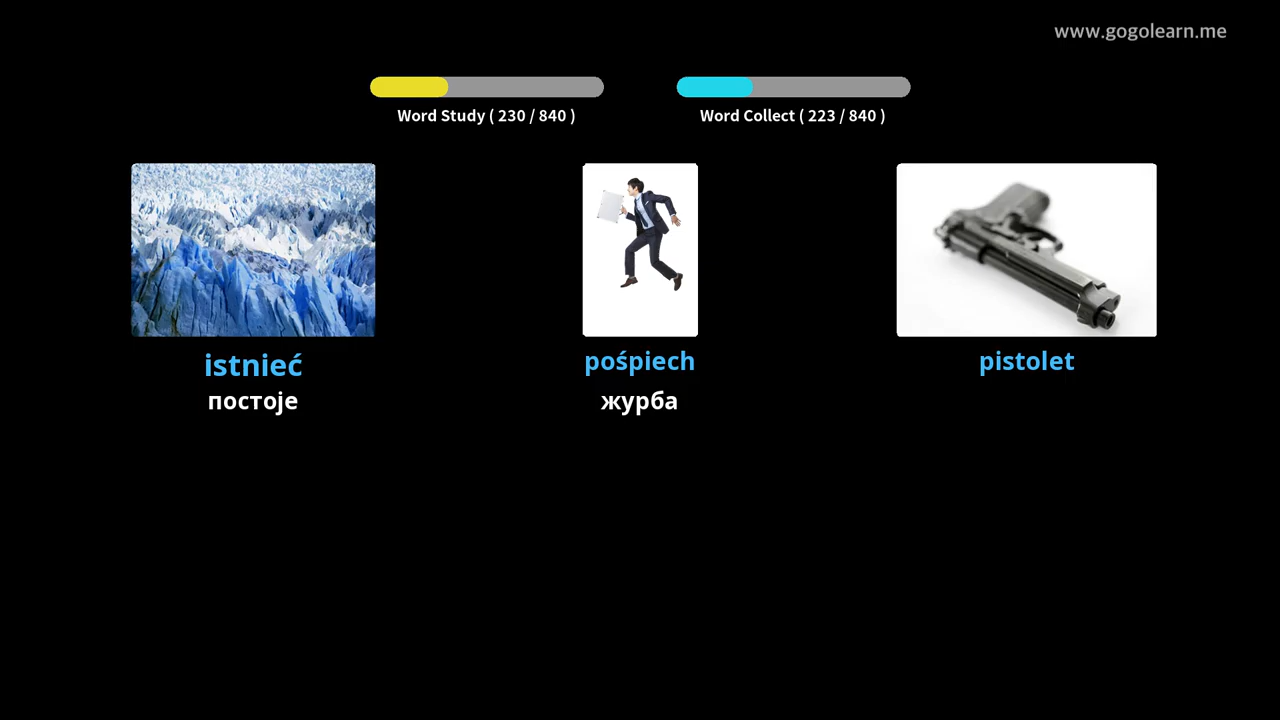 www.gogolearn.me
Word Study ( 230 / 840 )
Word Collect ( 223 / 840 )
istnieć
pośpiech
pistolet
постоје
журба